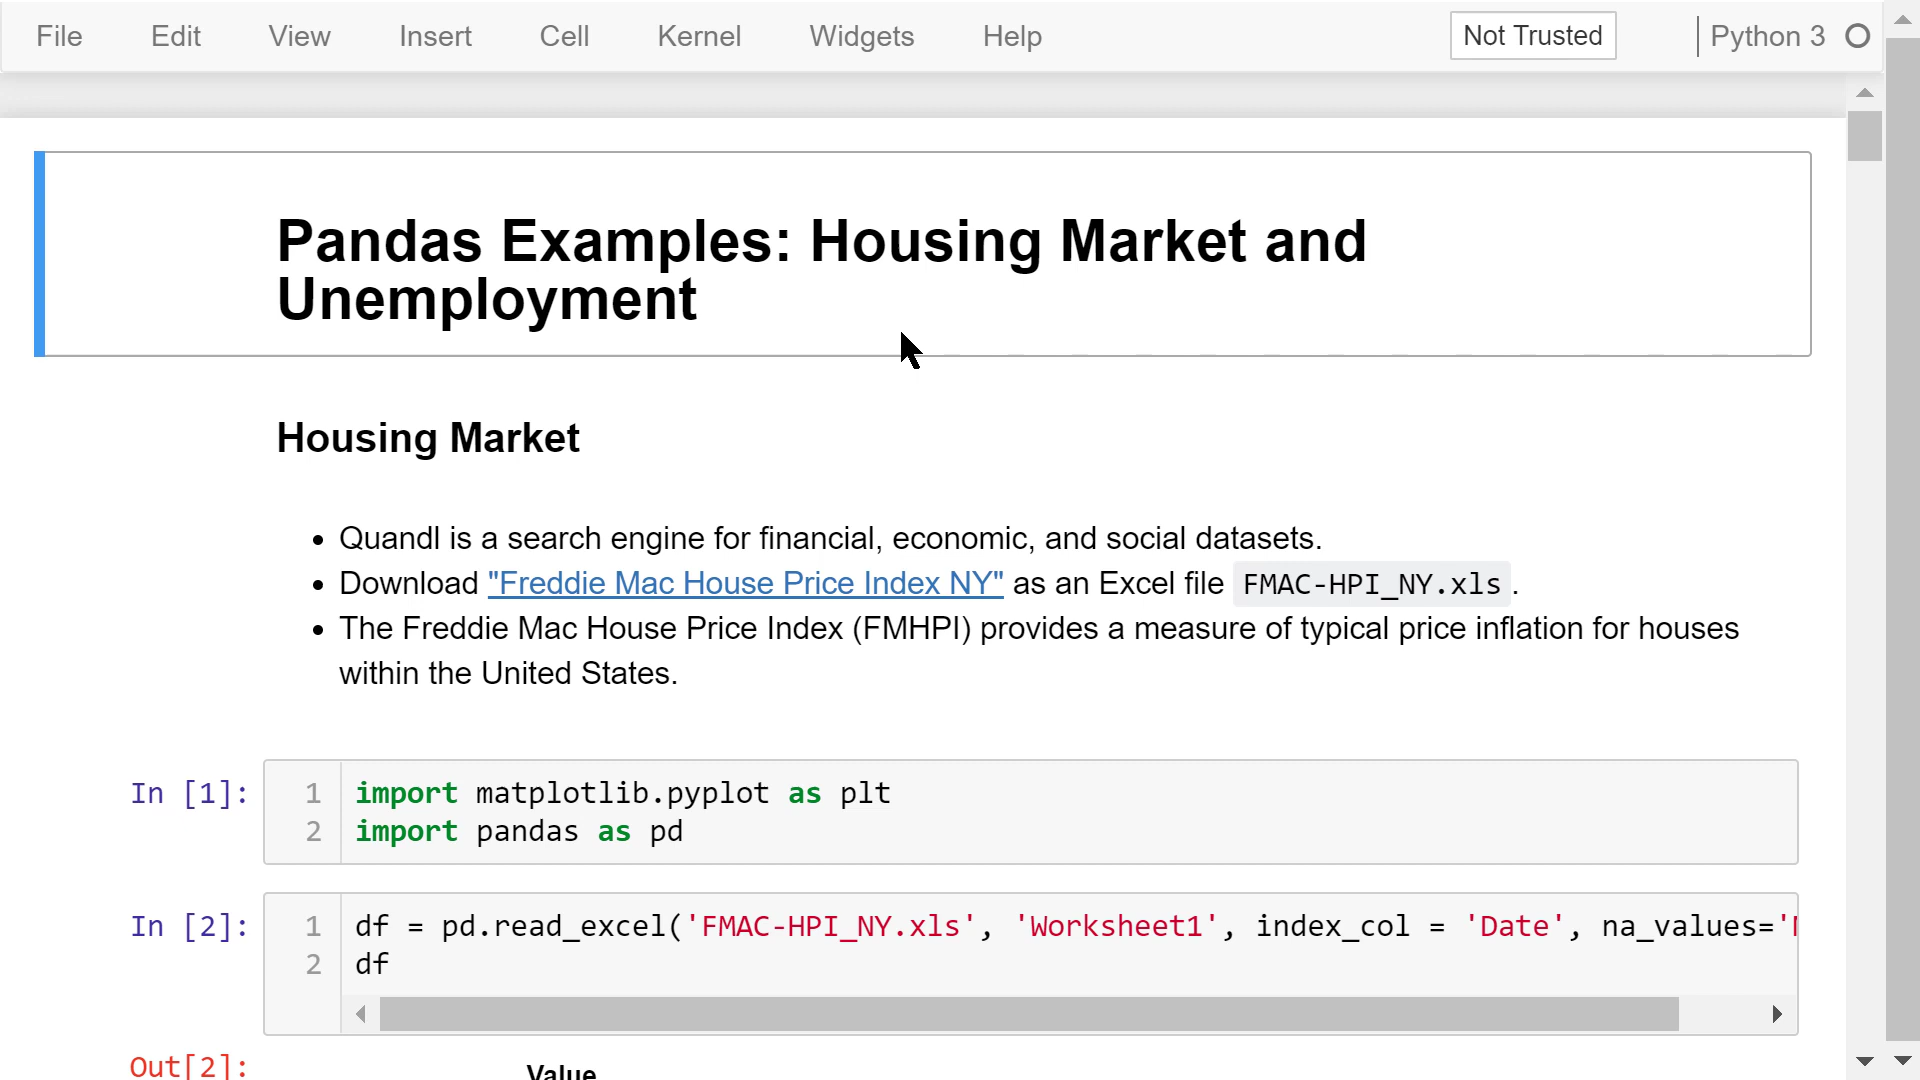 File Edit View Insert Cell Kernel Widgets Help Not Trusted Python 3
Pandas Examples: Housing Market and
Unemployment
Housing Market
• Quandl is a search engine for financial, economic, and social datasets.
• Download "Freddie Mac House Price Index NY" as an Excel file FMAC-HPI_NY.xls.
• The Freddie Mac House Price Index (FMHPI) provides a measure of typical price inflation for houses
within the United States.
In [1]: 1 import matplotlib.pyplot as plt
2 import pandas as pd
In [2]: 1 df = pd.read_excel('FMAC-HPI_NY.xls', 'Worksheet1', index_col = 'Date', na_values='
2 df
Out[2]: Value